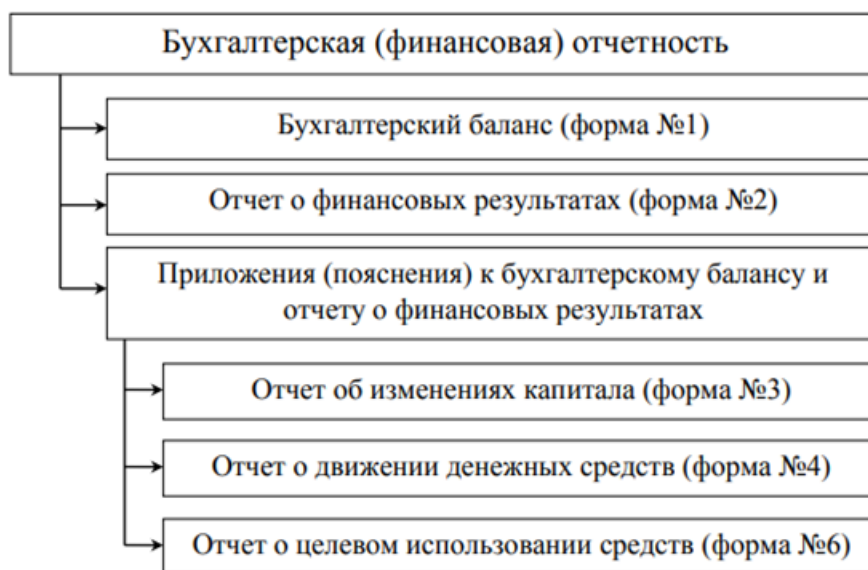 Бухгалтерская (финансовая) отчетность
Бухгалтерский баланс (форма №1)
Отчет о финансовых результатах (форма №2)
Приложения (пояснения) к бухгалтерскому балансу и
отчету о финансовых результатах
Отчет об изменениях капитала (форма №3)
Отчет о движении денежных средств (форма №4)
Отчет о целевом использовании средств (форма №6)